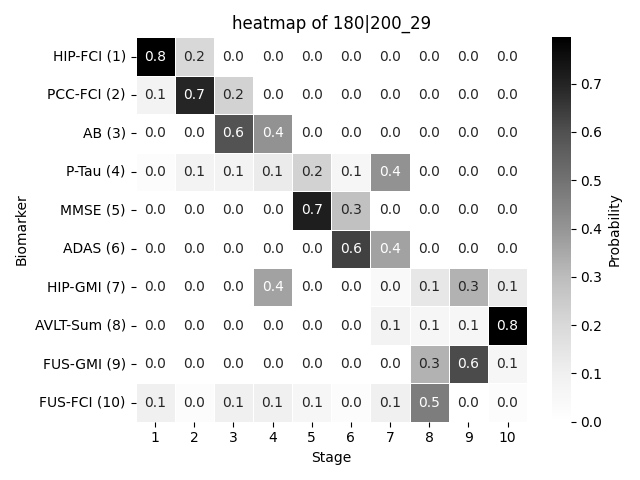 heatmap of 180|200_29
HIP-FCI (1) 0.8 0.2 0.0 0.0 0.0 0.0 0.0 0.0 0.0 0.0
PCC-FCI (2) 0.1 0.7 0.2 0.0 0.0 0.0 0.0 0.0 0.0 0.0
AB (3) 0.0 0.0 0.6 0.4 0.0 0.0 0.0 0.0 0.0 0.0
P-Tau (4) 0.0 0.1 0.1 0.1 0.2 0.1 0.4 0.0 0.0 0.0
MMSE (5) 0.0 0.0 0.0 0.0 0.7 0.3 0.0 0.0 0.0 0.0
ADAS (6) 0.0 0.0 0.0 0.0 0.0 0.6 0.4 0.0 0.0 0.0
HIP-GMI (7) 0.0 0.0 0.0 0.4 0.0 0.0 0.0 0.1 0.3 0.1
AVLT-Sum (8) 0.0 0.0 0.0 0.0 0.0 0.0 0.1 0.1 0.1 0.8
FUS-GMI (9) 0.0 0.0 0.0 0.0 0.0 0.0 0.0 0.3 0.6 0.1
FUS-FCI (10) 0.1 0.0 0.1 0.1 0.1 0.0 0.1 0.5 0.0 0.0
1 2 3 4 5 6 7 8 9 10
Stage
Biomarker
0.7
0.6
0.5
0.4
0.3
0.2
0.1
0.0
Probability